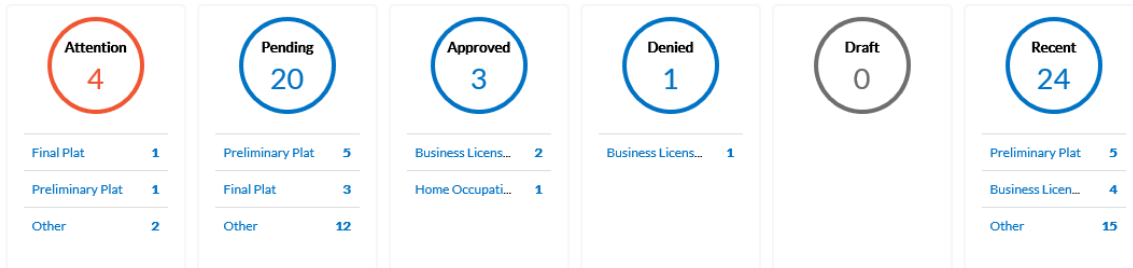 Attention
4
Final Plat 1
Preliminary Plat 1
Other 2
Pending
20
Preliminary Plat 5
Final Plat 3
Other 12
Approved
3
Business Licens... 2
Home Occupati... 1
Denied
1
Business Licens... 1
Draft
0
Recent
24
Preliminary Plat 5
Business Licen... 4
Other 15